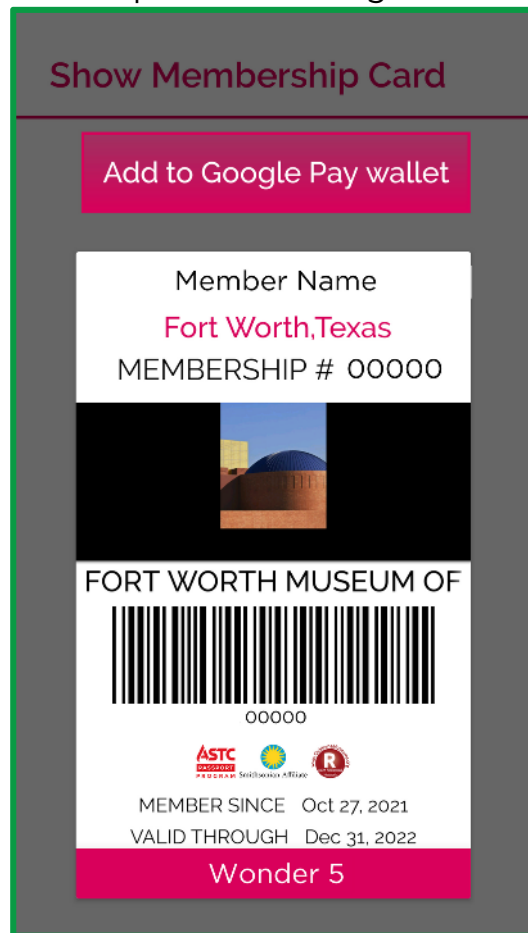 Show Membership Card
Add to Google Pay wallet
Member Name
Fort Worth,Texas
MEMBERSHIP # 00000
FORT WORTH MUSEUM OF
00000
ASTC
PASSPORT
PROGRAM
Smithsonian Affiliate
R
MEMBER SINCE Oct 27, 2021
VALID THROUGH Dec 31, 2022
Wonder 5